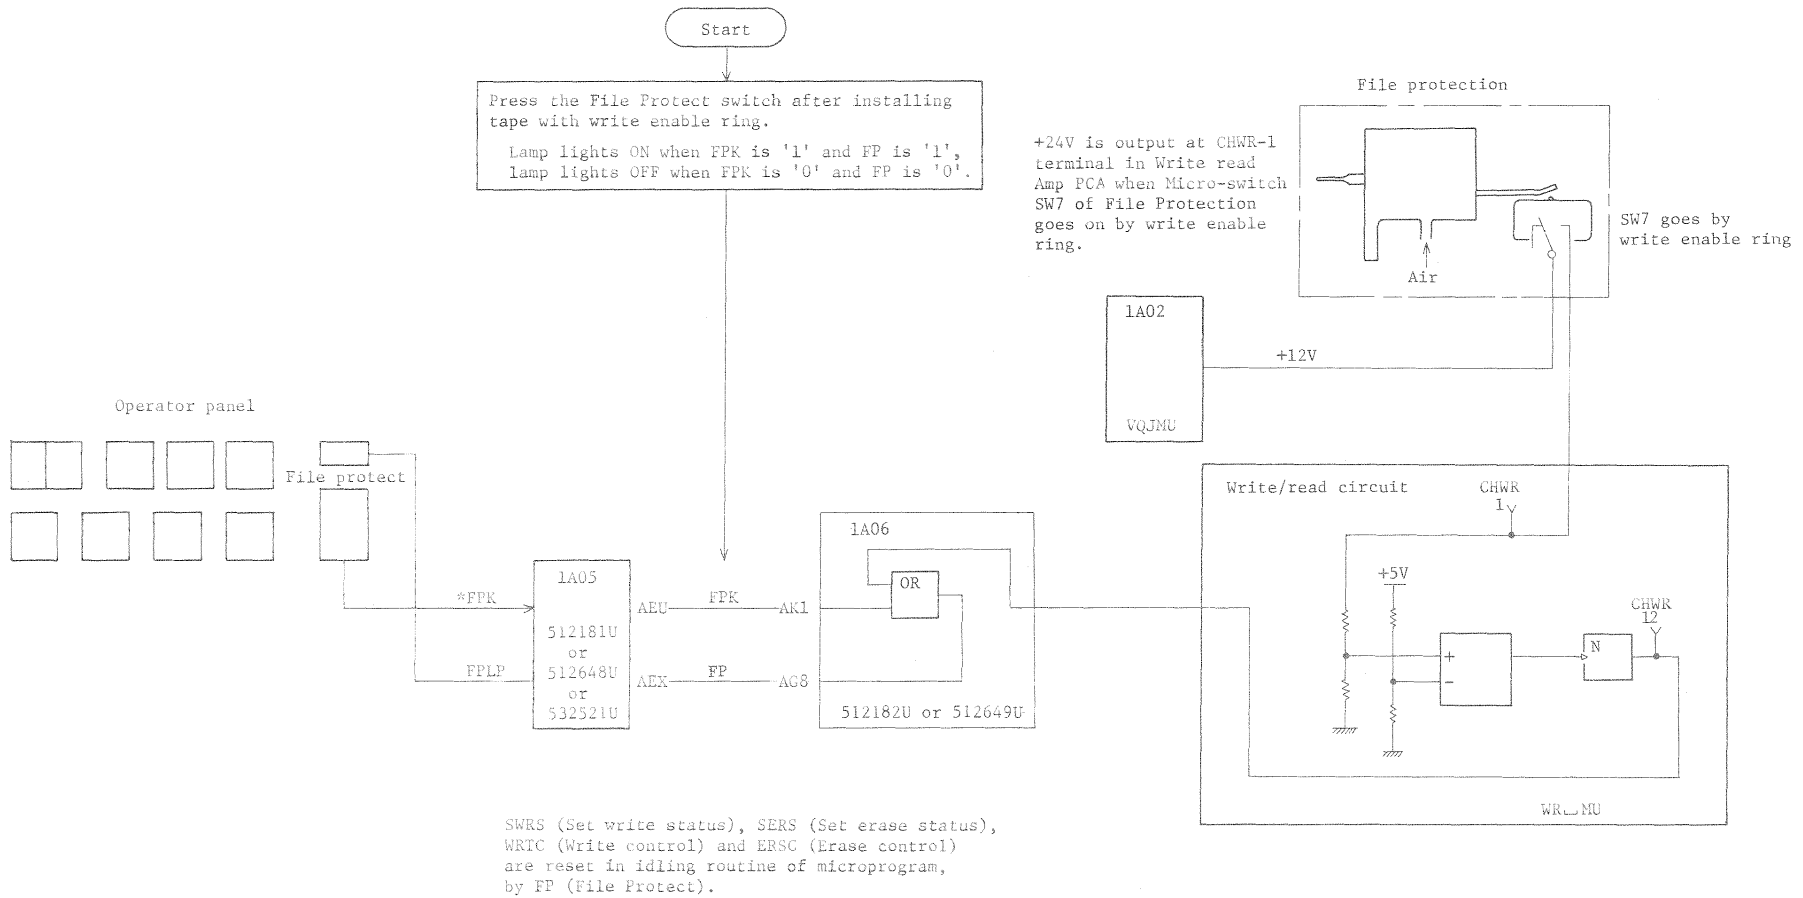 Start
Press the File Protect switch after installing
tape with write enable ring.
Lamp lights ON when FPK is '1' and FP is '1',
lamp lights OFF when FPK is '0' and FP is '0'.
File protection
+24V is output at CHWR-1
terminal in Write read
Amp PCA when Micro-switch
SW7 of File Protection
goes on by write enable
ring.
Air
SW7 goes by
write enable ring
1A02
+12V
VQJMU
Operator panel
File protect
*FPK
FPLP
1A05
512181U
or
512648U
or
532521U
AEU
FPK
AK1
AEX
FP
AG8
1A06
OR
512182U or 512649U
Write/read circuit
CHWR
1
+5V
+
−
N
CHWR
12
WR⎵MU
SWRS (Set write status), SERS (Set erase status),
WRTC (Write control) and ERSC (Erase control)
are reset in idling routine of microprogram,
by FP (File Protect).